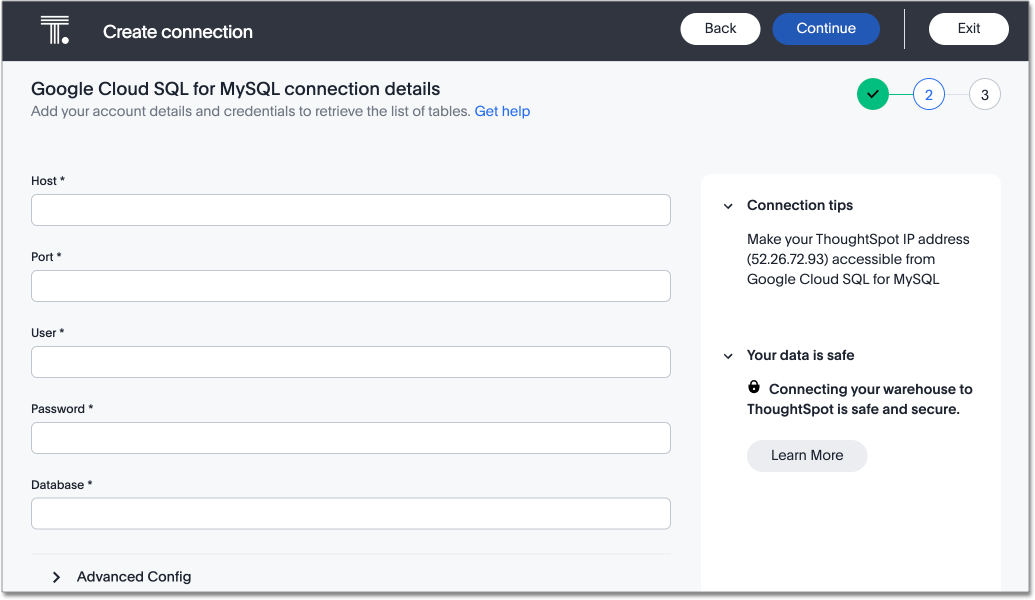 Create connection
Back
Continue
Exit
Google Cloud SQL for MySQL connection details
Add your account details and credentials to retrieve the list of tables. Get help
2
3
Host *
Port *
User *
Password *
Database *
Advanced Config
Connection tips
Make your ThoughtSpot IP address
(52.26.72.93) accessible from
Google Cloud SQL for MySQL
Your data is safe
Connecting your warehouse to
ThoughtSpot is safe and secure.
Learn More